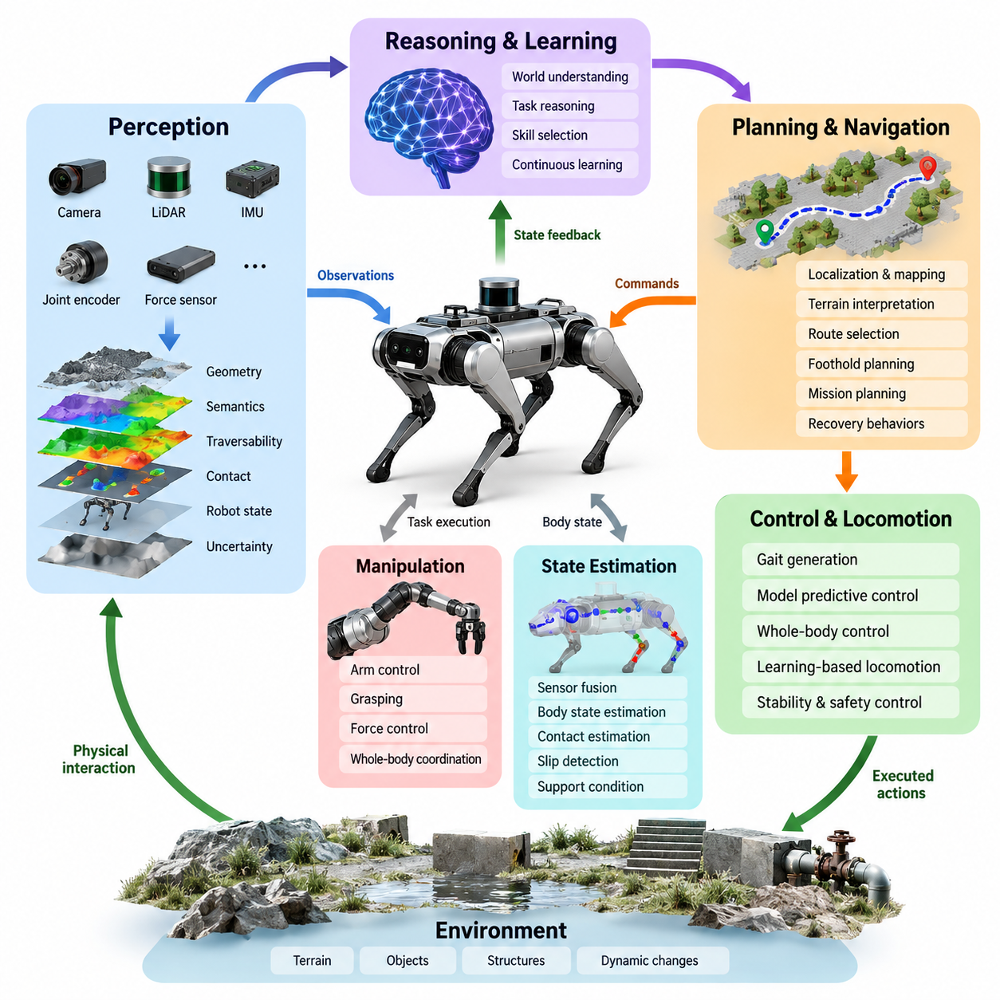 Reasoning & Learning
World understanding
Task reasoning
Skill selection
Continuous learning
Perception
Camera
LiDAR
IMU
Joint encoder
Force sensor
...
Geometry
Semantics
Traversability
Contact
Robot state
Uncertainty
Observations
State feedback
Commands
Planning & Navigation
Localization & mapping
Terrain interpretation
Route selection
Foothold planning
Mission planning
Recovery behaviors
Task execution
Body state
Manipulation
Arm control
Grasping
Force control
Whole-body coordination
State Estimation
Sensor fusion
Body state estimation
Contact estimation
Slip detection
Support condition
Control & Locomotion
Gait generation
Model predictive control
Whole-body control
Learning-based locomotion
Stability & safety control
Physical
interaction
Executed
actions
Environment
Terrain
Objects
Structures
Dynamic changes